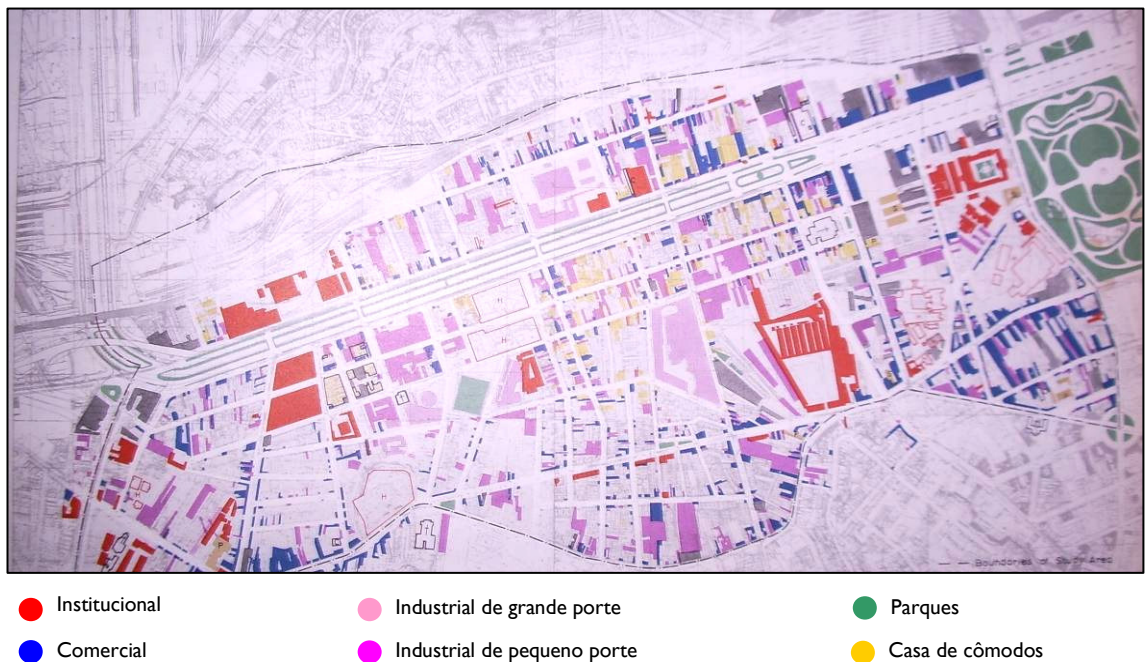 Boundaries of Study Area
Institucional
Industrial de grande porte
Parques
Comercial
Industrial de pequeno porte
Casa de cômodos